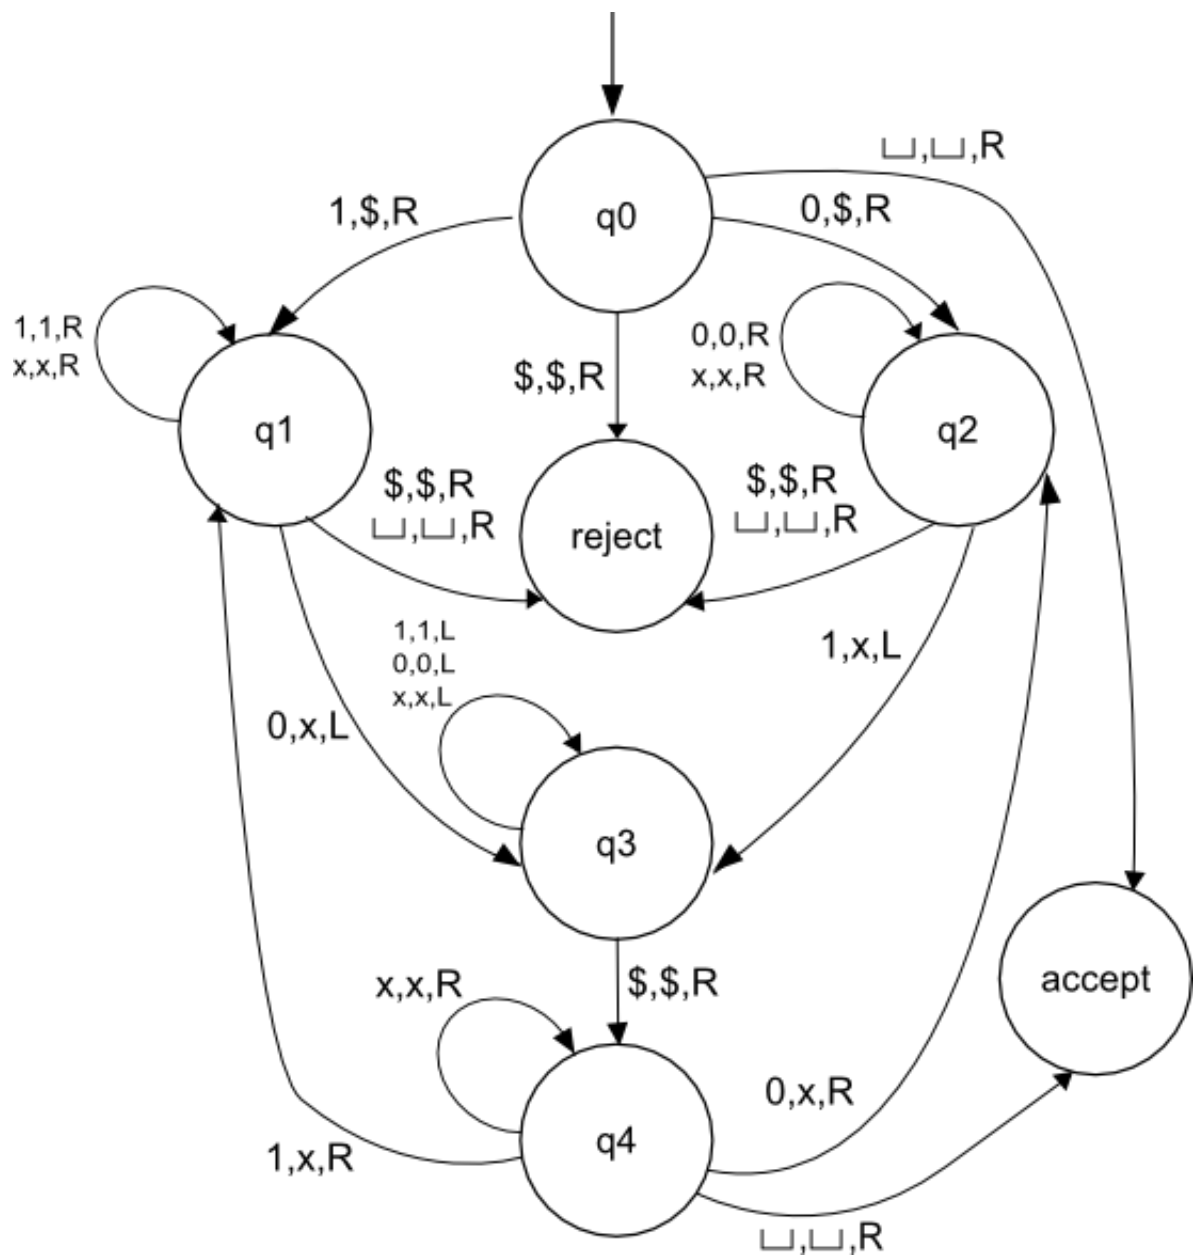 ␣,␣,R
q0
1,$,R
0,$,R
1,1,R
x,x,R
0,0,R
x,x,R
$,$,R
q1
q2
$,$,R
␣,␣,R
$,$,R
␣,␣,R
reject
1,1,L
0,0,L
x,x,L
1,x,L
0,x,L
q3
x,x,R
$,$,R
accept
0,x,R
q4
1,x,R
␣,␣,R